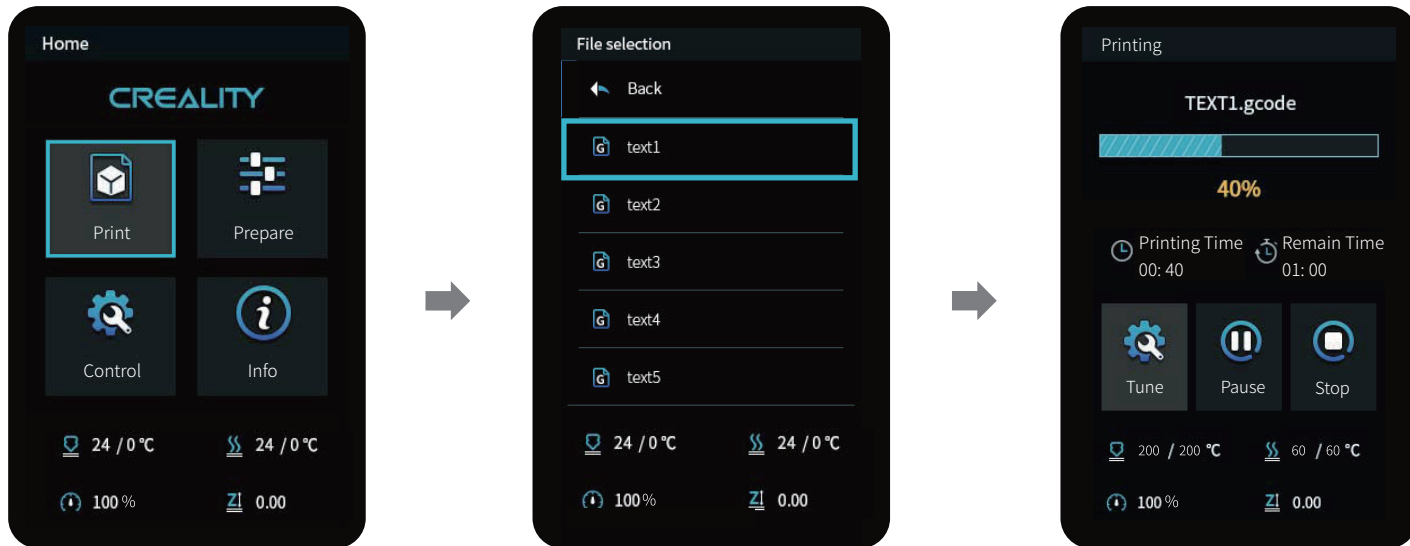 Home
CREALITY
Print
Prepare
Control
Info
24 / 0 ℃
24 / 0 ℃
100 %
Z 0.00
File selection
Back
G text1
G text2
G text3
G text4
G text5
24 / 0 ℃
24 / 0 ℃
100%
Z 0.00
Printing
TEXT1.gcode
40%
Printing Time
00: 40
Remain Time
01: 00
Tune
Pause
Stop
200 / 200 ℃
60 / 60 ℃
100 %
Z 0.00